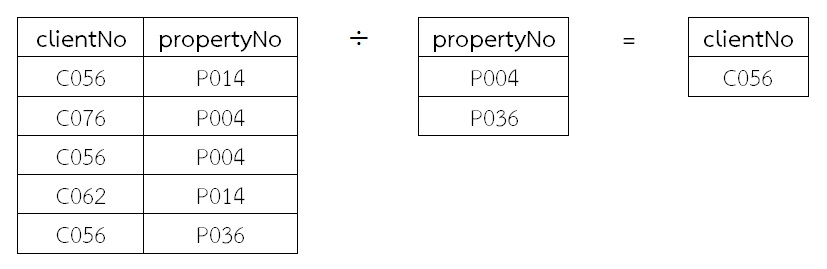 clientNo propertyNo ÷ propertyNo = clientNo
C056 P014 P004 C056
C076 P004 P036
C056 P004
C062 P014
C056 P036